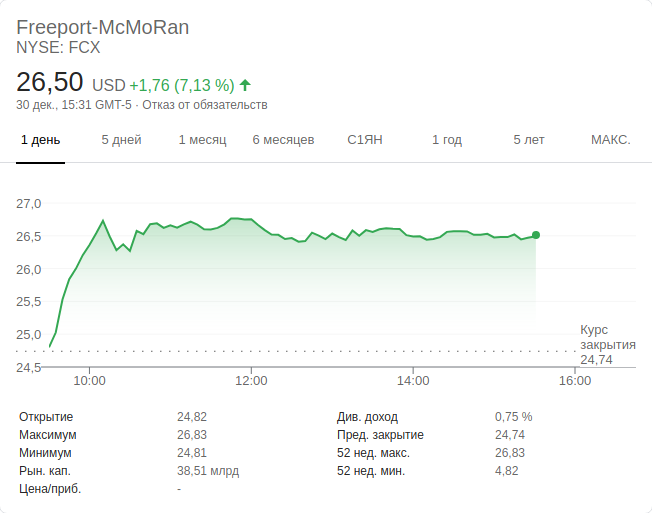 Freeport-McMoRan
NYSE: FCX
26,50 USD +1,76 (7,13 %)
30 дек., 15:31 GMT-5 · Отказ от обязательств
1 день 5 дней 1 месяц 6 месяцев С1ЯН 1 год 5 лет МАКС.
27,0
26,5
26,0
25,5
25,0
24,5
Курс
закрытия
24,74
10:00 12:00 14:00 16:00
Открытие 24,82 Див. доход 0,75 %
Максимум 26,83 Пред. закрытие 24,74
Минимум 24,81 52 нед. макс. 26,83
Рын. кап. 38,51 млрд 52 нед. мин. 4,82
Цена/приб. -